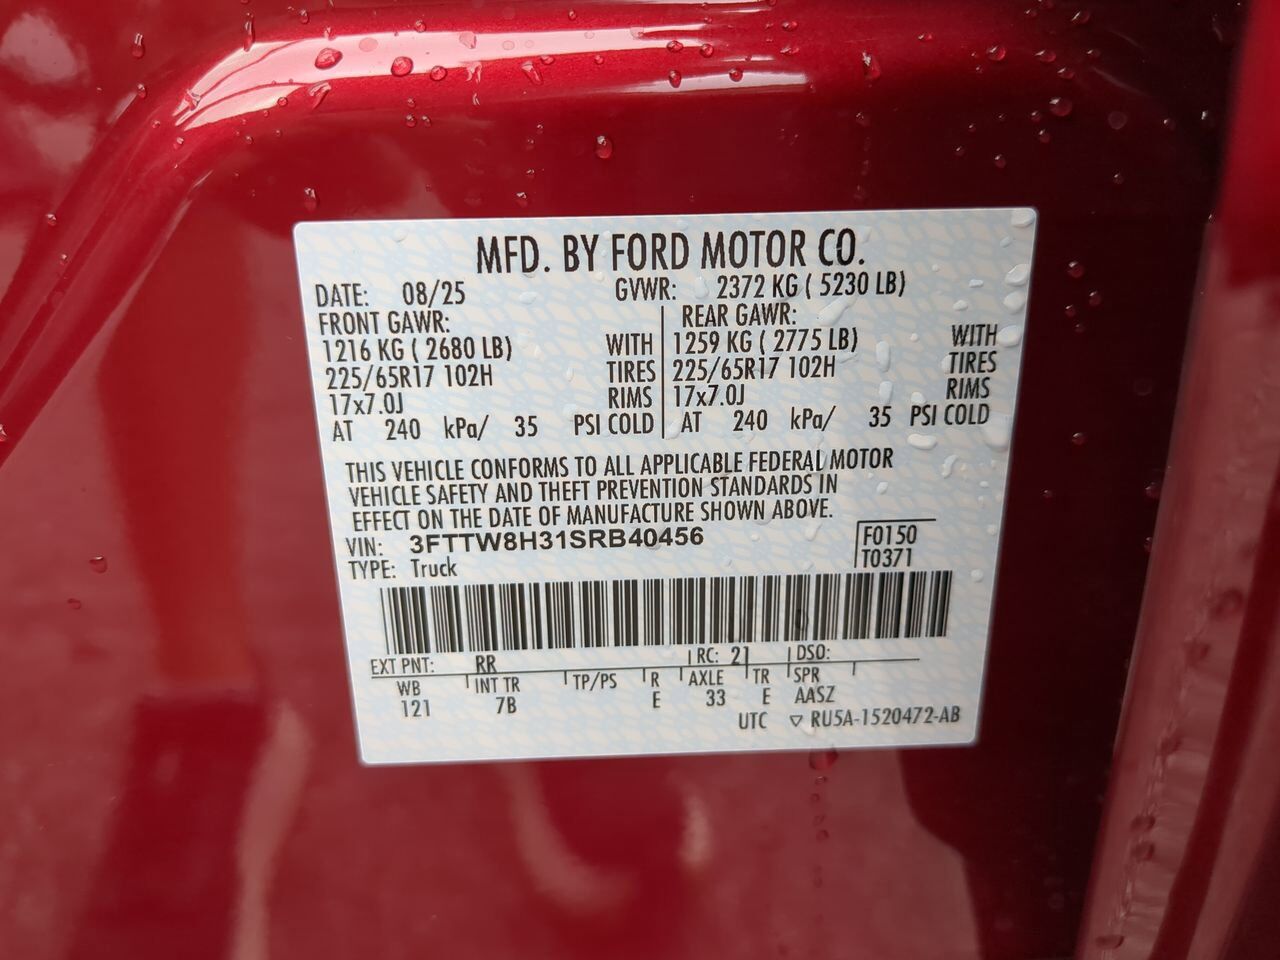 MFD. BY FORD MOTOR CO.
DATE: 08/25 GVWR: 2372 KG ( 5230 LB)
FRONT GAWR: REAR GAWR:
1216 KG ( 2680 LB) WITH 1259 KG ( 2775 LB) WITH
225/65R17 102H TIRES 225/65R17 102H TIRES
17x7.0J RIMS 17x7.0J RIMS
AT 240 kPa/ 35 PSI COLD AT 240 kPa/ 35 PSI COLD
THIS VEHICLE CONFORMS TO ALL APPLICABLE FEDERAL MOTOR
VEHICLE SAFETY AND THEFT PREVENTION STANDARDS IN
EFFECT ON THE DATE OF MANUFACTURE SHOWN ABOVE.
VIN: 3FTTW8H31SRB40456 F0150
TYPE: Truck T0371
EXT PNT: RR RC: 21 DSO:
WB INT TR TP/PS R AXLE TR SPR
121 7B E 33 E AASZ
UTC ▽ RU5A-1520472-AB